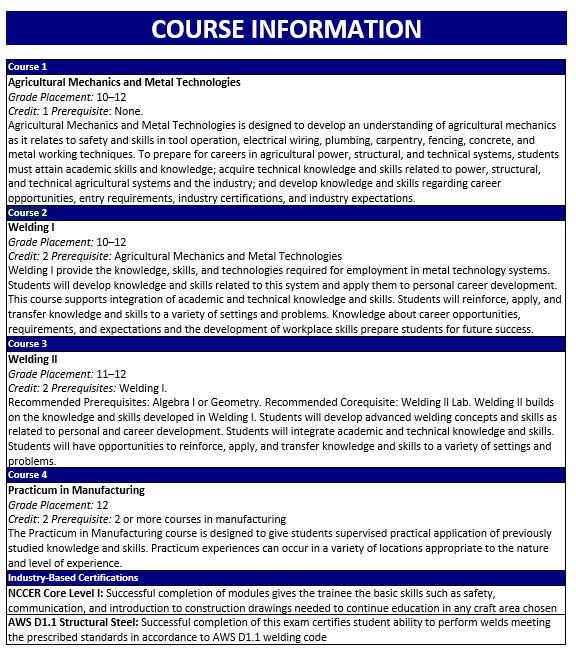 COURSE INFORMATION
Course 1
Agricultural Mechanics and Metal Technologies
Grade Placement: 10–12
Credit: 1 Prerequisite: None.
Agricultural Mechanics and Metal Technologies is designed to develop an understanding of agricultural mechanics
as it relates to safety and skills in tool operation, electrical wiring, plumbing, carpentry, fencing, concrete, and
metal working techniques. To prepare for careers in agricultural power, structural, and technical systems, students
must attain academic skills and knowledge; acquire technical knowledge and skills related to power, structural,
and technical agricultural systems and the industry; and develop knowledge and skills regarding career
opportunities, entry requirements, industry certifications, and industry expectations.
Course 2
Welding I
Grade Placement: 10–12
Credit: 2 Prerequisite: Agricultural Mechanics and Metal Technologies
Welding I provide the knowledge, skills, and technologies required for employment in metal technology systems.
Students will develop knowledge and skills related to this system and apply them to personal career development.
This course supports integration of academic and technical knowledge and skills. Students will reinforce, apply, and
transfer knowledge and skills to a variety of settings and problems. Knowledge about career opportunities,
requirements, and expectations and the development of workplace skills prepare students for future success.
Course 3
Welding II
Grade Placement: 11–12
Credit: 2 Prerequisites: Welding I.
Recommended Prerequisites: Algebra I or Geometry. Recommended Corequisite: Welding II Lab. Welding II builds
on the knowledge and skills developed in Welding I. Students will develop advanced welding concepts and skills as
related to personal and career development. Students will integrate academic and technical knowledge and skills.
Students will have opportunities to reinforce, apply, and transfer knowledge and skills to a variety of settings and
problems.
Course 4
Practicum in Manufacturing
Grade Placement: 12
Credit: 2 Prerequisite: 2 or more courses in manufacturing
The Practicum in Manufacturing course is designed to give students supervised practical application of previously
studied knowledge and skills. Practicum experiences can occur in a variety of locations appropriate to the nature
and level of experience.
Industry-Based Certifications
NCCER Core Level I: Successful completion of modules gives the trainee the basic skills such as safety,
communication, and introduction to construction drawings needed to continue education in any craft area chosen
AWS D1.1 Structural Steel: Successful completion of this exam certifies student ability to perform welds meeting
the prescribed standards in accordance to AWS D1.1 welding code